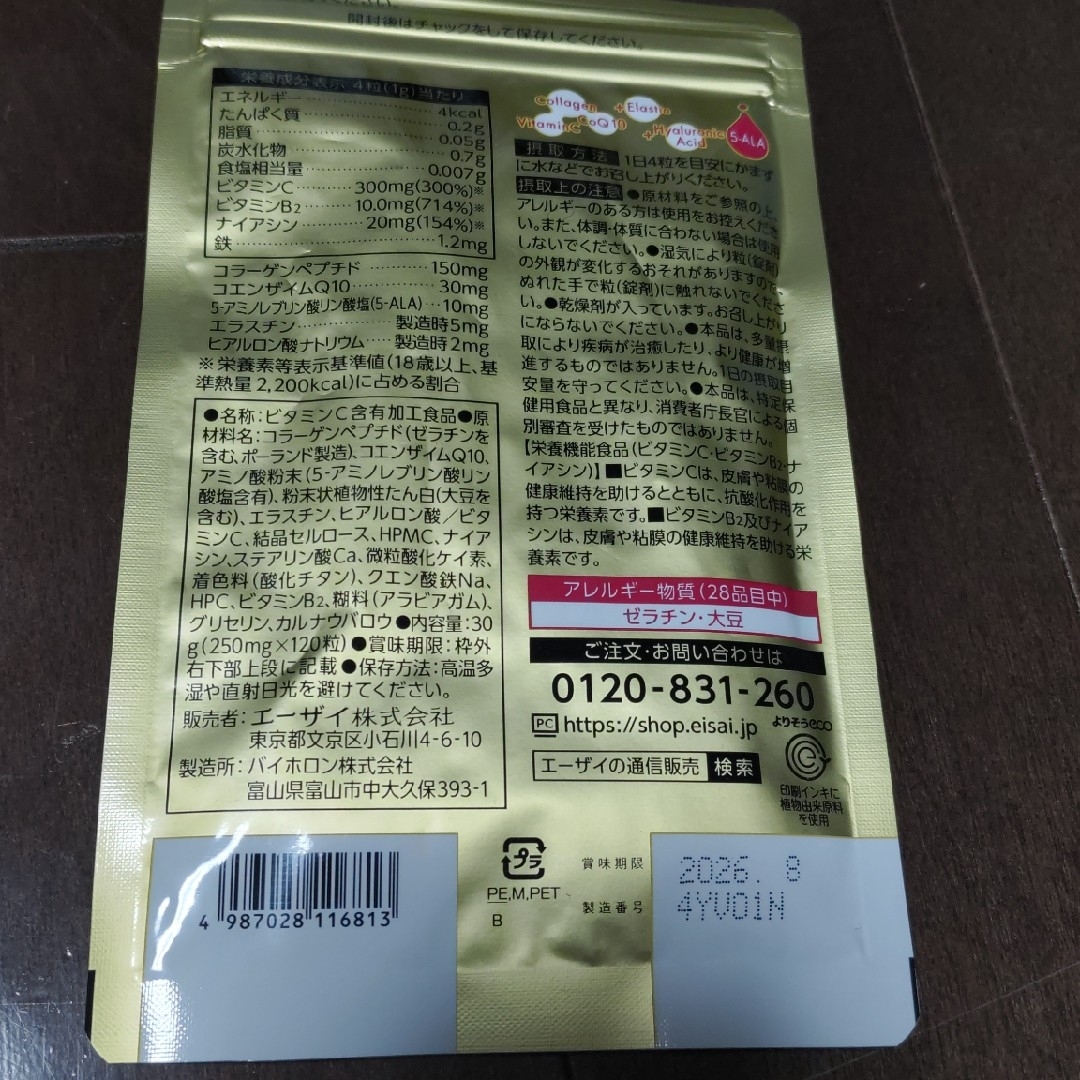 開封後はチャックをして保存してください。
栄養成分表示 4粒(1g)当たり
エネルギー 4kcal
たんぱく質 0.2g
脂質 0.05g
炭水化物 0.7g
食塩相当量 0.007g
ビタミンC 300mg(300%)※
ビタミンB2 10.0mg(714%)※
ナイアシン 20mg(154%)※
鉄 1.2mg
コラーゲンペプチド 150mg
コエンザイムQ10 30mg
5-アミノレブリン酸リン酸塩(5-ALA) 10mg
エラスチン 製造時5mg
ヒアルロン酸ナトリウム 製造時2mg
※栄養素等表示基準値(18歳以上、基
準熱量2,200kcal)に占める割合
●名称:ビタミンC含有加工食品●原
材料名:コラーゲンペプチド(ゼラチンを
含む、ポーランド製造)、コエンザイムQ10、
アミノ酸粉末(5-アミノレブリン酸リン
酸塩含有)、粉末状植物性たん白(大豆を
含む)、エラスチン、ヒアルロン酸/ビタ
ミンC、結晶セルロース、HPMC、ナイア
シン、ステアリン酸Ca、微粒酸化ケイ素、
着色料(酸化チタン)、クエン酸鉄Na、
HPC、ビタミンB2、糊料(アラビアガム)、
グリセリン、カルナウバロウ●内容量:30
g(250mg×120粒)●賞味期限:枠外
右下部上段に記載●保存方法:高温多
湿や直射日光を避けてください。
販売者:エーザイ株式会社
東京都文京区小石川4-6-10
製造所:バイホロン株式会社
富山県富山市中大久保393-1
Collagen +Elastin
VitaminC CoQ10 +Hyaluronic Acid
5-ALA
摂取方法 1日4粒を目安にかまず
に水などでお召し上がりください。
摂取上の注意 ●原材料をご参照の上、
アレルギーのある方は使用をお控えくださ
い。また、体調・体質に合わない場合は使用
しないでください。●湿気により粒(錠剤)
の外観が変化するおそれがありますので、
ぬれた手で粒(錠剤)に触れないでくださ
い。●乾燥剤が入っています。お召し上がり
にならないでください。●本品は、多量摂
取により疾病が治癒したり、より健康が増
進するものではありません。1日の摂取目
安量を守ってください。●本品は、特定保
健用食品と異なり、消費者庁長官による個
別審査を受けたものではありません。
【栄養機能食品(ビタミンC・ビタミンB2・ナ
イアシン)】■ビタミンCは、皮膚や粘膜の
健康維持を助けるとともに、抗酸化作用を
持つ栄養素です。■ビタミンB2及びナイア
シンは、皮膚や粘膜の健康維持を助ける栄
養素です。
アレルギー物質(28品目中)
ゼラチン・大豆
ご注文・お問い合わせは
0120-831-260
PC https://shop.eisai.jp
エーザイの通信販売 検索
よりそうeco
印刷インキに
植物由来原料
を使用
4 987028 116813
プラ
PE,M,PET
B
賞味期限 2026. 8
製造番号 4YV01N